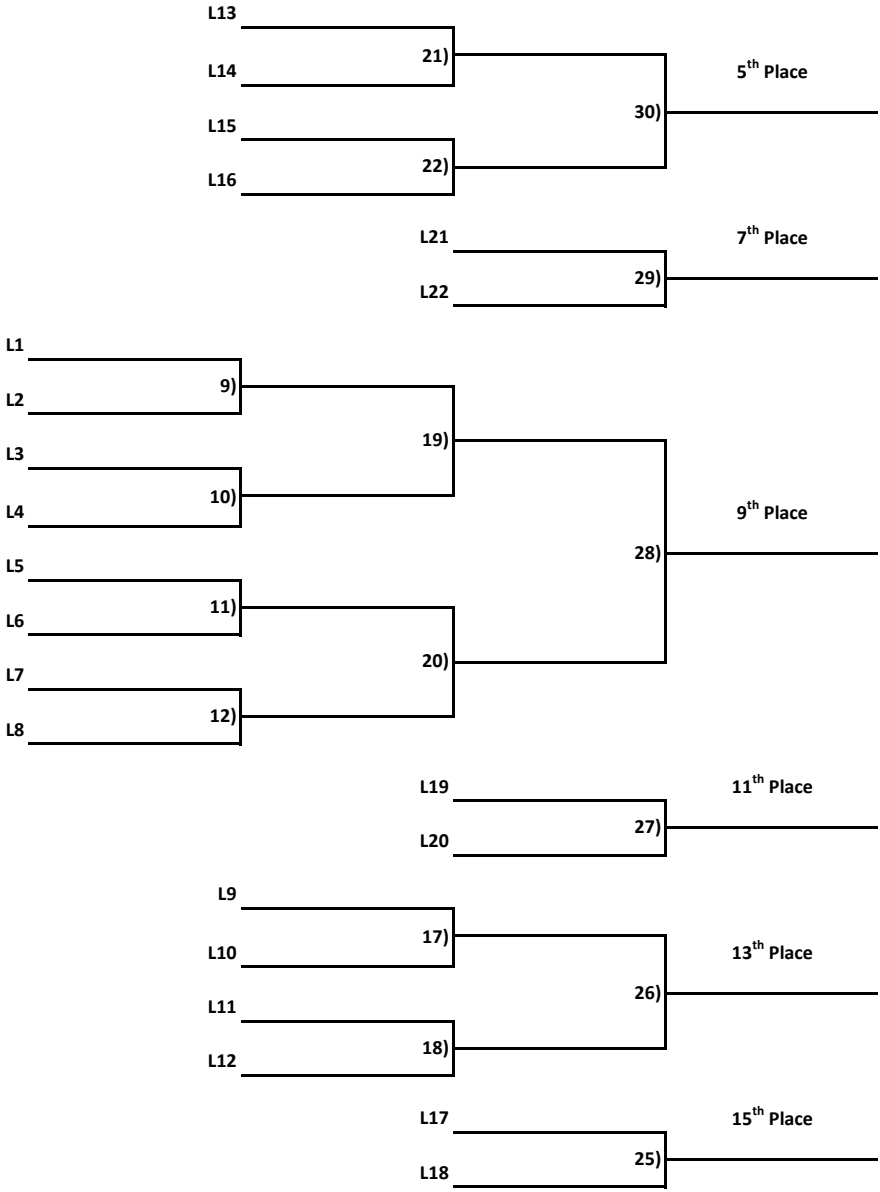 L13
21)
L14
5th Place
L15
30)
22)
L16
L21
7th Place
29)
L22
L1
9)
L2
19)
L3
10)
L4
9th Place
28)
L5
11)
L6
20)
L7
12)
L8
L19
11th Place
27)
L20
L9
17)
L10
13th Place
26)
L11
18)
L12
L17
15th Place
25)
L18